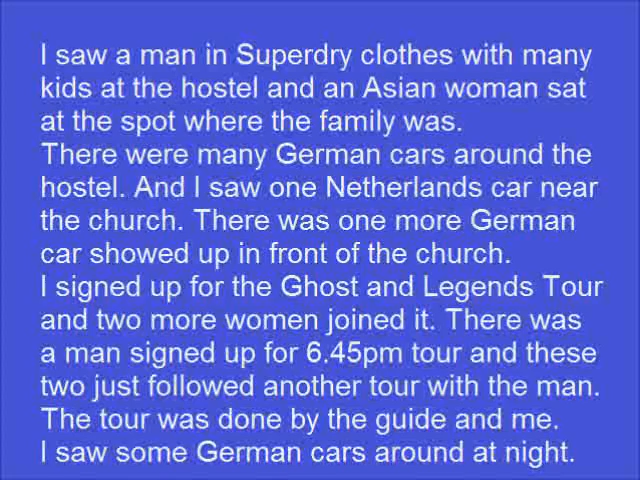 I saw a man in Superdry clothes with many
kids at the hostel and an Asian woman sat
at the spot where the family was.
There were many German cars around the
hostel. And I saw one Netherlands car near
the church. There was one more German
car showed up in front of the church.
I signed up for the Ghost and Legends Tour
and two more women joined it. There was
a man signed up for 6.45pm tour and these
two just followed another tour with the man.
The tour was done by the guide and me.
I saw some German cars around at night.